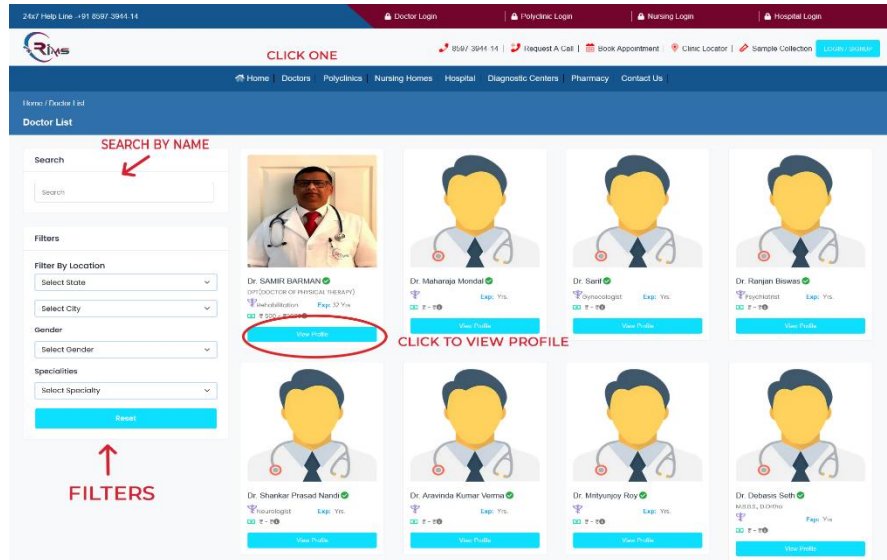 24x7 Help Line :+91 8597-3944-14
Doctor Login
Polyclinic Login
Nursing Login
Hospital Login
RIMS
CLICK ONE
8597-3944-14 | Request A Call | Book Appointment | Clinic Locator | Sample Collection
LOGIN / SIGNUP
Home Doctors Polyclinics Nursing Homes Hospital Diagnostic Centers Pharmacy Contact Us
Home / Doctor List
Doctor List
SEARCH BY NAME
Search
Search
Filters
Filter By Location
Select State
Select City
Gender
Select Gender
Specialities
Select Specialty
Reset
FILTERS
Dr. SAMIR BARMAN
DPT(DOCTOR OF PHYSICAL THERAPY)
Rehabilitation Exp: 32 Yrs.
View Profile
CLICK TO VIEW PROFILE
Dr. Maharaja Mondal
Exp: Yrs.
₹ - ₹
View Profile
Dr. Sarif
Gynecologist Exp: Yrs.
₹ - ₹
View Profile
Dr. Ranjan Biswas
Psychiatrist Exp: Yrs.
₹ - ₹
View Profile
Dr. Shankar Prasad Nandi
Neurologist Exp: Yrs.
₹ - ₹
View Profile
Dr. Aravinda Kumar Verma
Exp: Yrs.
₹ - ₹
View Profile
Dr. Mrityunjoy Roy
Exp: Yrs.
₹ - ₹
View Profile
Dr. Debasis Seth
M.B.B.S., D.Ortho
Exp: Yrs
₹ - ₹
View Profile